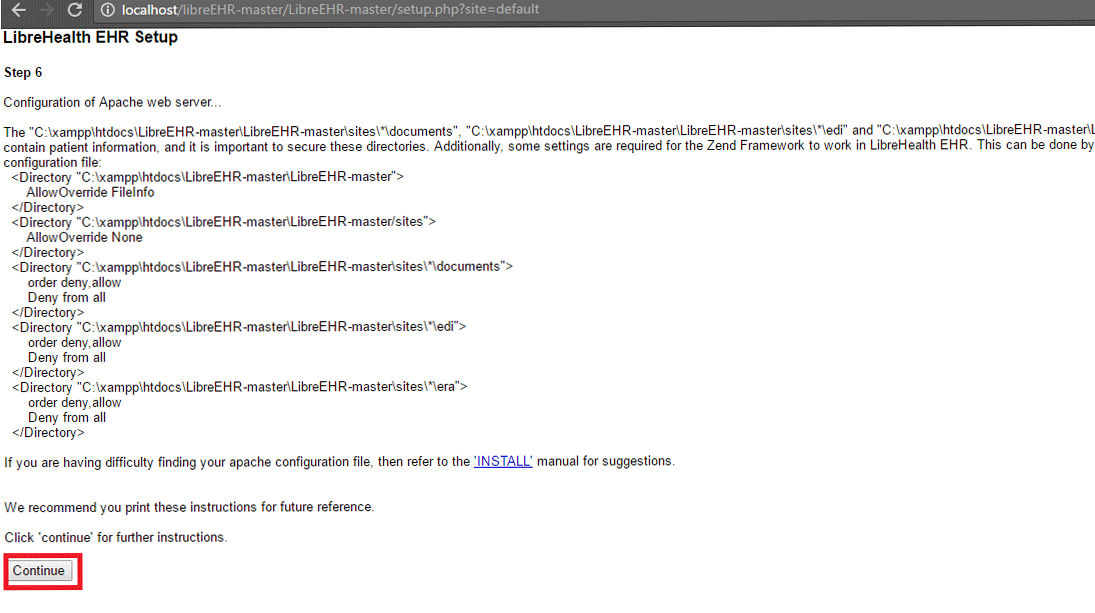 localhost/libreEHR-master/LibreEHR-master/setup.php?site=default
LibreHealth EHR Setup
Step 6
Configuration of Apache web server...
The "C:\xampp\htdocs\LibreEHR-master\LibreEHR-master\sites\*\documents", "C:\xampp\htdocs\LibreEHR-master\LibreEHR-master\sites\*\edi" and "C:\xampp\htdocs\LibreEHR-master\L
contain patient information, and it is important to secure these directories. Additionally, some settings are required for the Zend Framework to work in LibreHealth EHR. This can be done by
configuration file:
<Directory "C:\xampp\htdocs\LibreEHR-master\LibreEHR-master">
AllowOverride FileInfo
</Directory>
<Directory "C:\xampp\htdocs\LibreEHR-master\LibreEHR-master/sites">
AllowOverride None
</Directory>
<Directory "C:\xampp\htdocs\LibreEHR-master\LibreEHR-master\sites\*\documents">
order deny,allow
Deny from all
</Directory>
<Directory "C:\xampp\htdocs\LibreEHR-master\LibreEHR-master\sites\*\edi">
order deny,allow
Deny from all
</Directory>
<Directory "C:\xampp\htdocs\LibreEHR-master\LibreEHR-master\sites\*\era">
order deny,allow
Deny from all
</Directory>
If you are having difficulty finding your apache configuration file, then refer to the 'INSTALL' manual for suggestions.
We recommend you print these instructions for future reference.
Click 'continue' for further instructions.
Continue